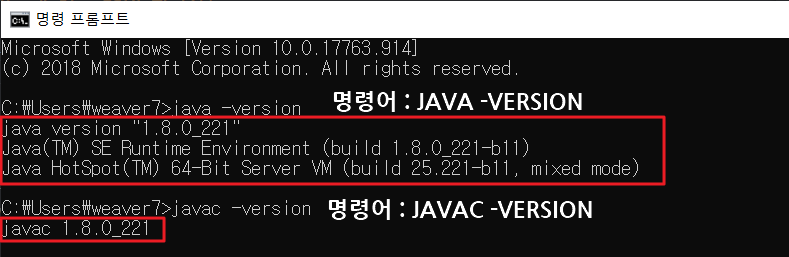 명령 프롬프트
Microsoft Windows [Version 10.0.17763.914]
(c) 2018 Microsoft Corporation. All rights reserved.
C:₩Users₩weaver7>java -version 명령어 : JAVA -VERSION
java version "1.8.0_221"
Java(TM) SE Runtime Environment (build 1.8.0_221-b11)
Java HotSpot(TM) 64-Bit Server VM (build 25.221-b11, mixed mode)
C:₩Users₩weaver7>javac -version 명령어 : JAVAC -VERSION
javac 1.8.0_221